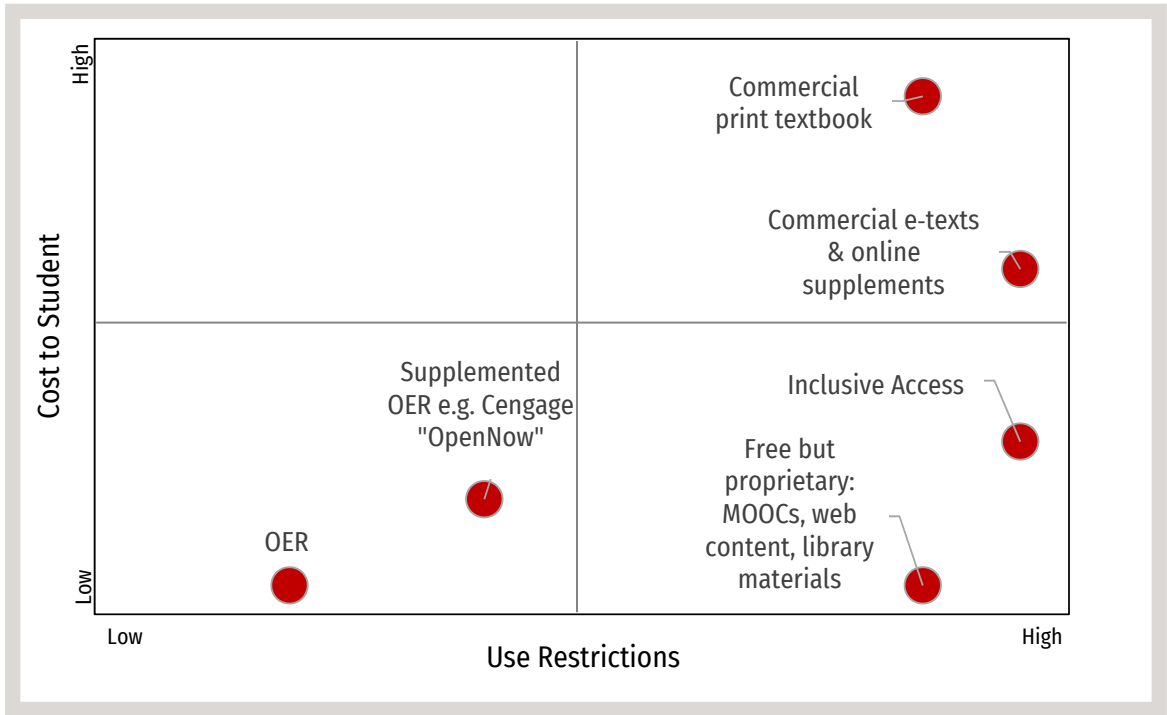 High
Commercial
print textbook
Commercial e-texts
& online
supplements
Cost to Student
Supplemented
OER e.g. Cengage
"OpenNow"
Inclusive Access
Free but
proprietary:
MOOCs, web
content, library
materials
OER
Low
Low
High
Use Restrictions